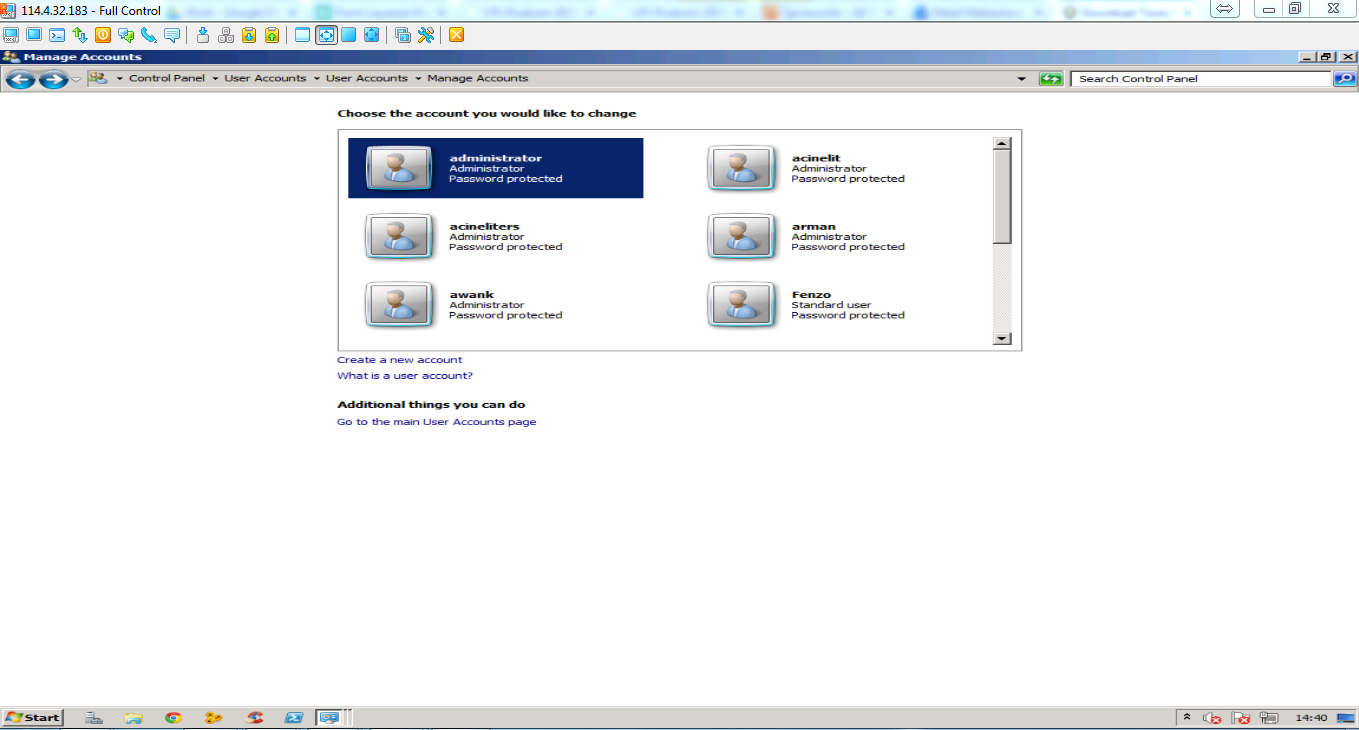 114.4.32.183 - Full Control
Manage Accounts
Control Panel User Accounts User Accounts Manage Accounts
Search Control Panel
Choose the account you would like to change
administrator
Administrator
Password protected
acinelit
Administrator
Password protected
acineliters
Administrator
Password protected
arman
Administrator
Password protected
awank
Administrator
Password protected
Fenzo
Standard user
Password protected
Create a new account
What is a user account?
Additional things you can do
Go to the main User Accounts page
Start
14:40